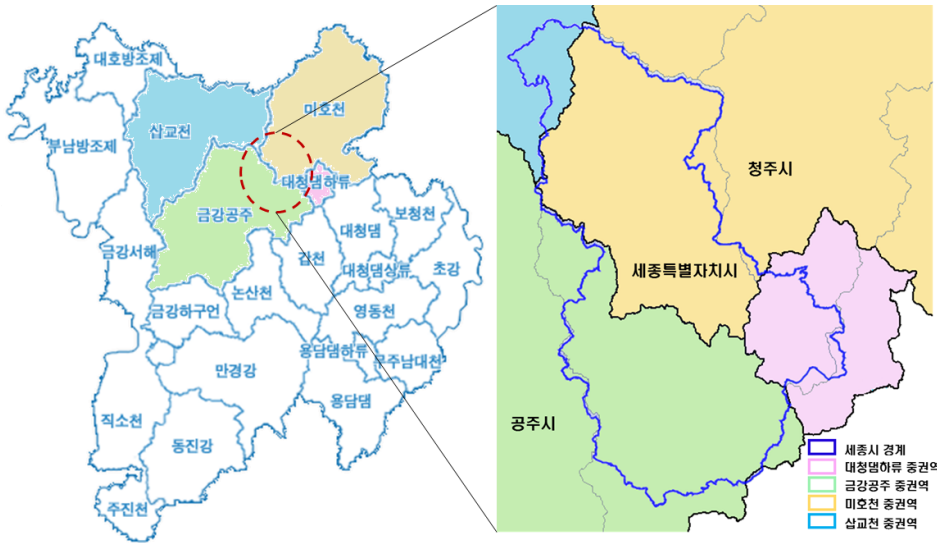 대호방조제
삽교천
미호천
부남방조제
대청댐하류
금강공주
보청천
대청댐
금강서해
갑천
대청댐상류
초강
논산천
금강하구언
영동천
용담댐하류
무주남대천
만경강
용담댐
직소천
동진강
주진천
청주시
세종특별자치시
공주시
세종시 경계
대청댐하류 중권역
금강공주 중권역
미호천 중권역
삽교천 중권역